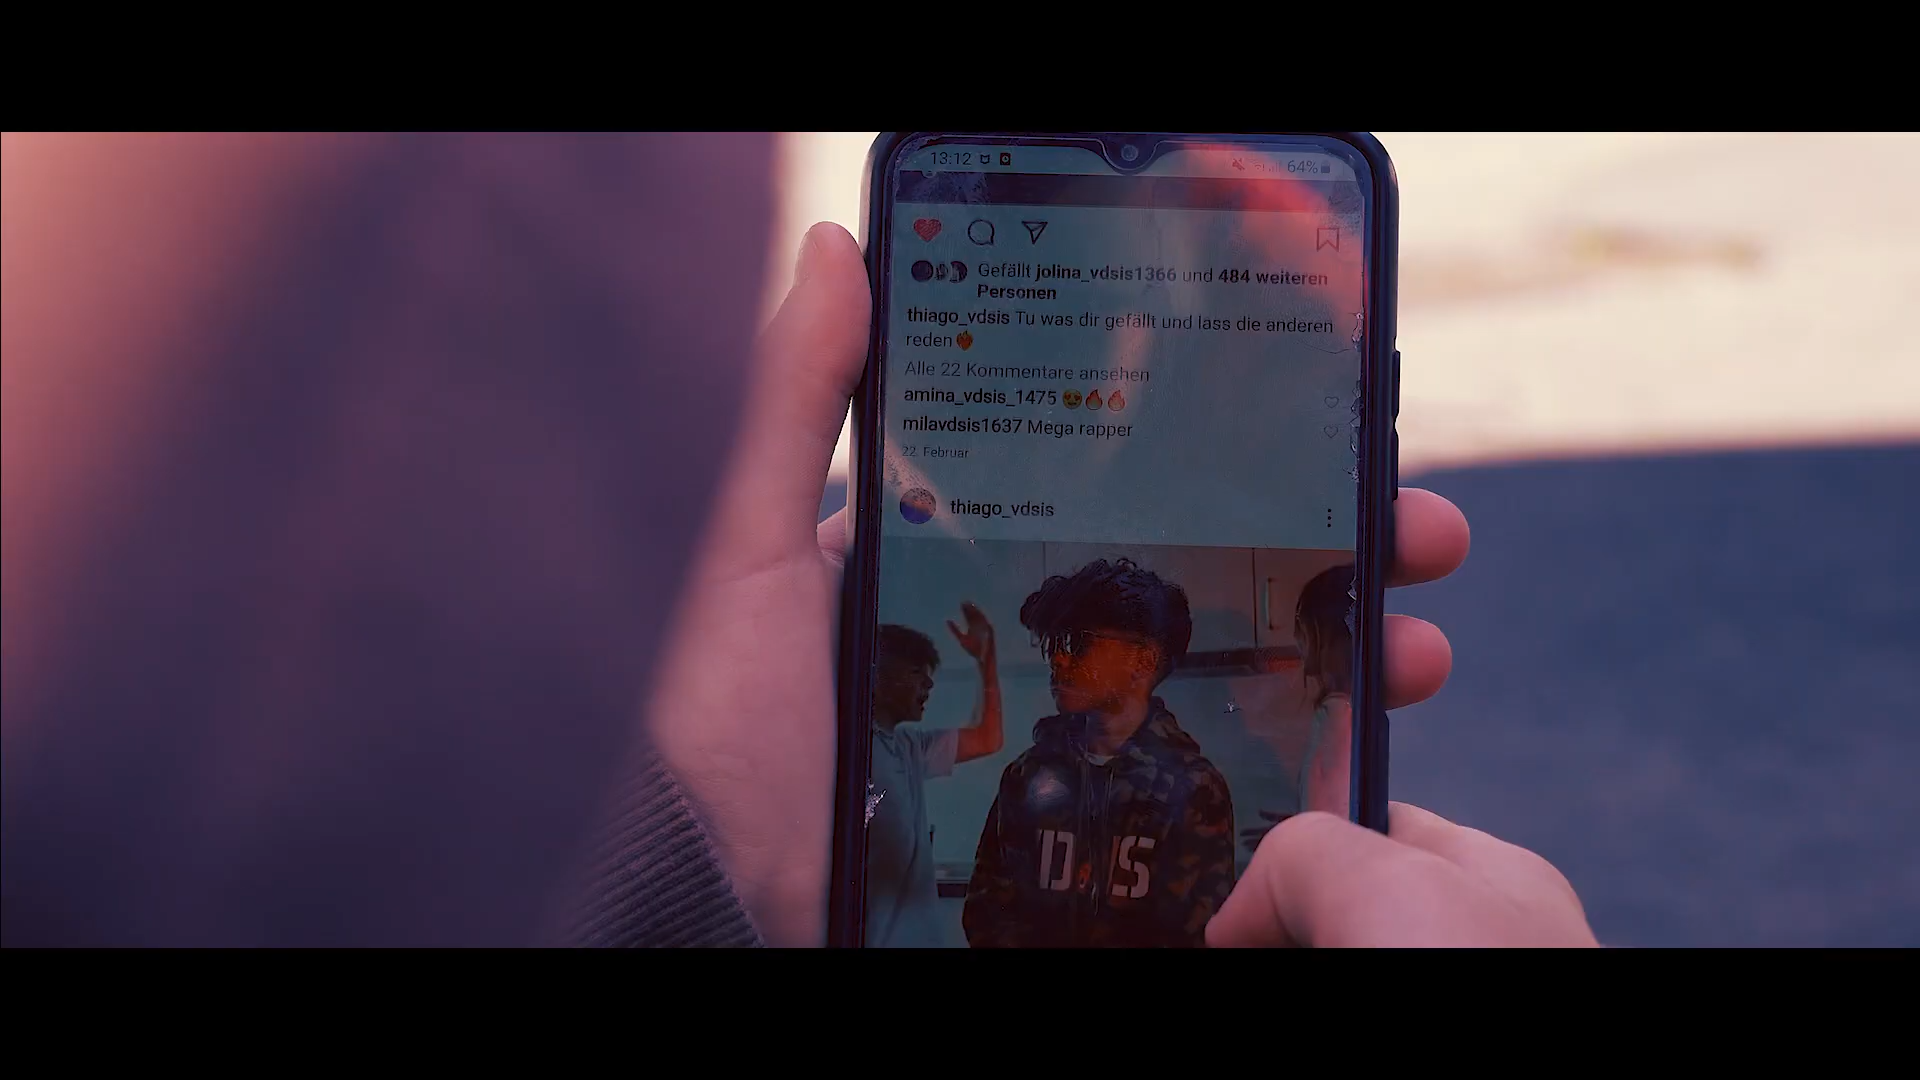 13:12
64%
Gefällt jolina_vdsis1366 und 484 weiteren
Personen
thiago_vdsis Tu was dir gefällt und lass die anderen
reden
Alle 22 Kommentare ansehen
amina_vdsis_1475 😍🔥🔥
milavdsis1637 Mega rapper
22. Februar
thiago_vdsis
D S